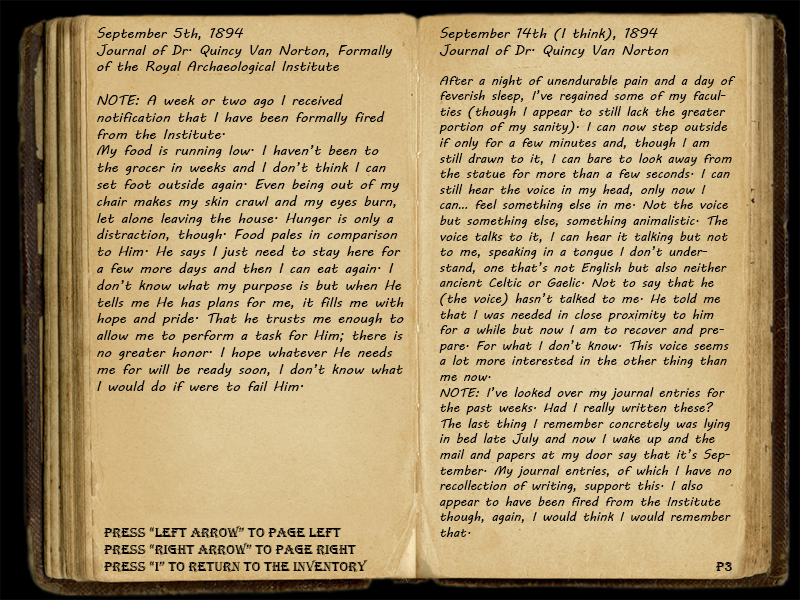 September 5th, 1894
Journal of Dr. Quincy Van Norton, Formally
of the Royal Archaeological Institute
NOTE: A week or two ago I received
notification that I have been formally fired
from the Institute.
My food is running low. I haven't been to
the grocer in weeks and I don't think I can
set foot outside again. Even being out of my
chair makes my skin crawl and my eyes burn,
let alone leaving the house. Hunger is only a
distraction, though. Food pales in comparison
to Him. He says I just need to stay here for
a few more days and then I can eat again. I
don't know what my purpose is but when He
tells me He has plans for me, it fills me with
hope and pride. That he trusts me enough to
allow me to perform a task for Him; there is
no greater honor. I hope whatever He needs
me for will be ready soon, I don't know what
I would do if were to fail Him.
PRESS "LEFT ARROW" TO PAGE LEFT
PRESS "RIGHT ARROW" TO PAGE RIGHT
PRESS "I" TO RETURN TO THE INVENTORY
September 14th (I think), 1894
Journal of Dr. Quincy Van Norton
After a night of unendurable pain and a day of
feverish sleep, I've regained some of my facul-
ties (though I appear to still lack the greater
portion of my sanity). I can now step outside
if only for a few minutes and, though I am
still drawn to it, I can bare to look away from
the statue for more than a few seconds. I can
still hear the voice in my head, only now I
can... feel something else in me. Not the voice
but something else, something animalistic. The
voice talks to it, I can hear it talking but not
to me, speaking in a tongue I don't under-
stand, one that's not English but also neither
ancient Celtic or Gaelic. Not to say that he
(the voice) hasn't talked to me. He told me
that I was needed in close proximity to him
for a while but now I am to recover and pre-
pare. For what I don't know. This voice seems
a lot more interested in the other thing than
me now.
NOTE: I've looked over my journal entries for
the past weeks. Had I really written these?
The last thing I remember concretely was lying
in bed late July and now I wake up and the
mail and papers at my door say that it's Sep-
tember. My journal entries, of which I have no
recollection of writing, support this. I also
appear to have been fired from the Institute
though, again, I would think I would remember
that.
P3